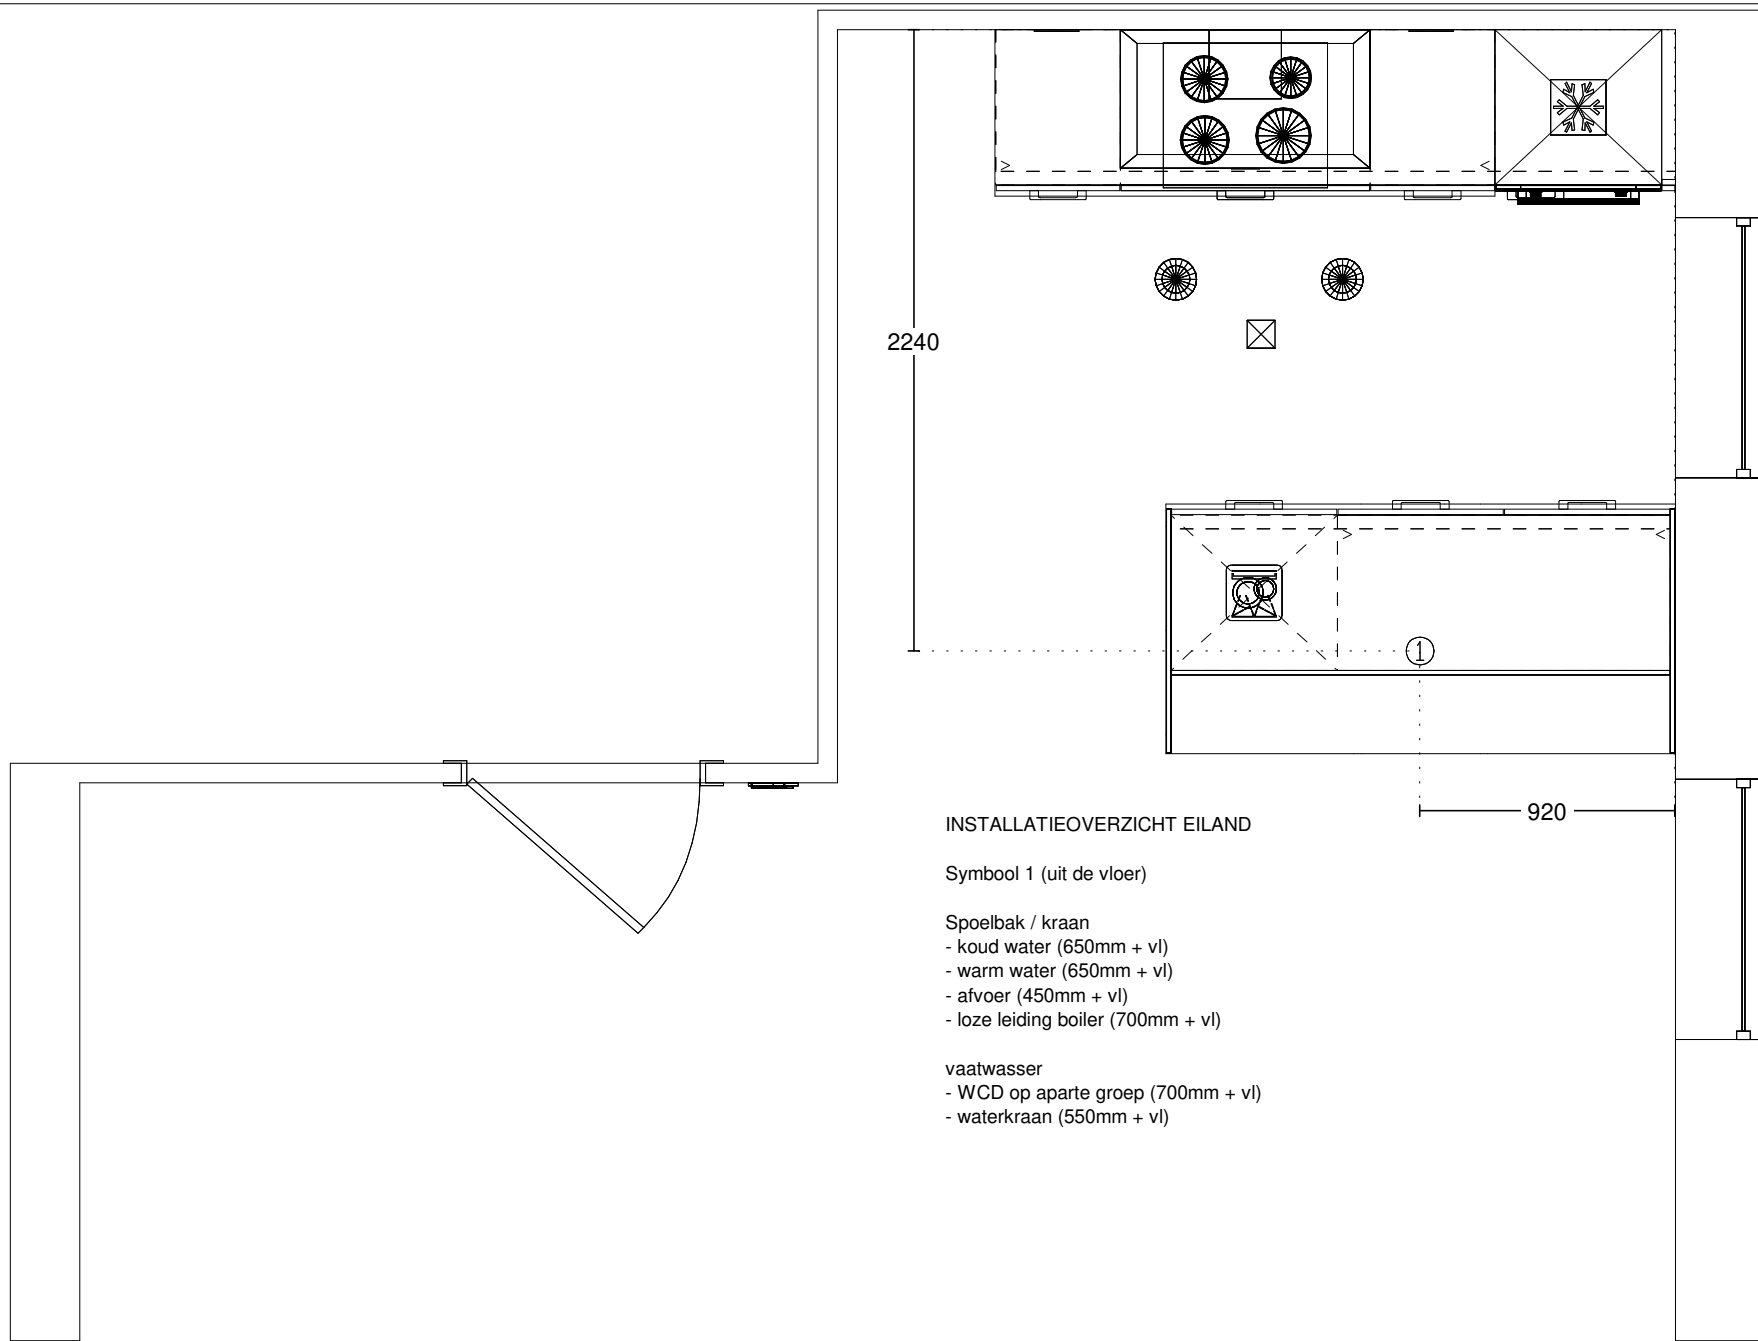 2240
1
920
INSTALLATIEOVERZICHT EILAND
Symbool 1 (uit de vloer)
Spoelbak / kraan
- koud water (650mm + vl)
- warm water (650mm + vl)
- afvoer (450mm + vl)
- loze leiding boiler (700mm + vl)
vaatwasser
- WCD op aparte groep (700mm + vl)
- waterkraan (550mm + vl)